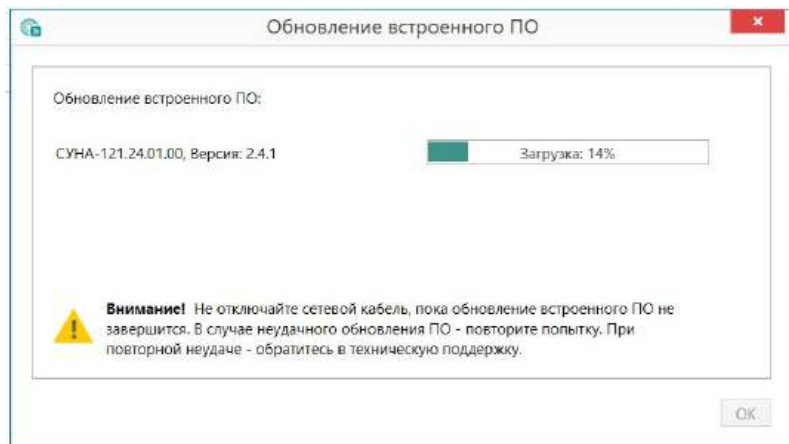 Обновление встроенного ПО
Обновление встроенного ПО:
СУНА-121.24.01.00, Версия: 2.4.1
Загрузка: 14%
Внимание! Не отключайте сетевой кабель, пока обновление встроенного ПО не
завершится. В случае неудачного обновления ПО - повторите попытку. При
повторной неудаче - обратитесь в техническую поддержку.
OK